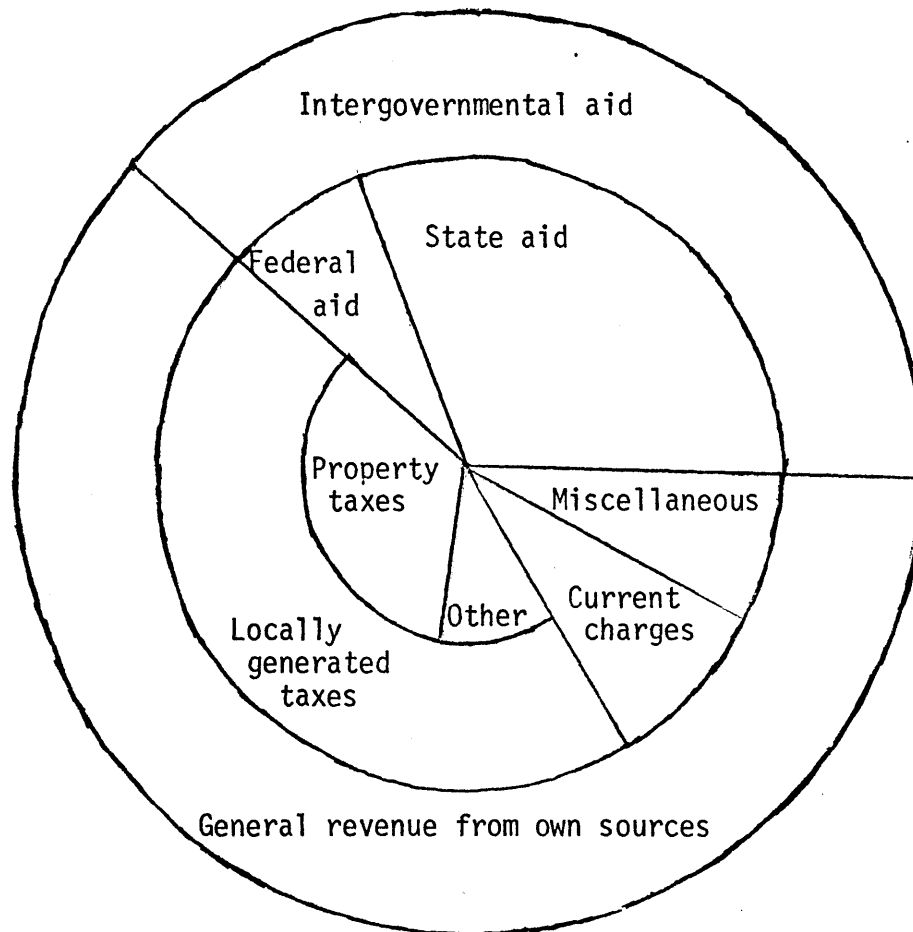 Intergovernmental aid
State aid
Federal
aid
Property
taxes
Miscellaneous
Other
Current
charges
Locally
generated
taxes
General revenue from own sources